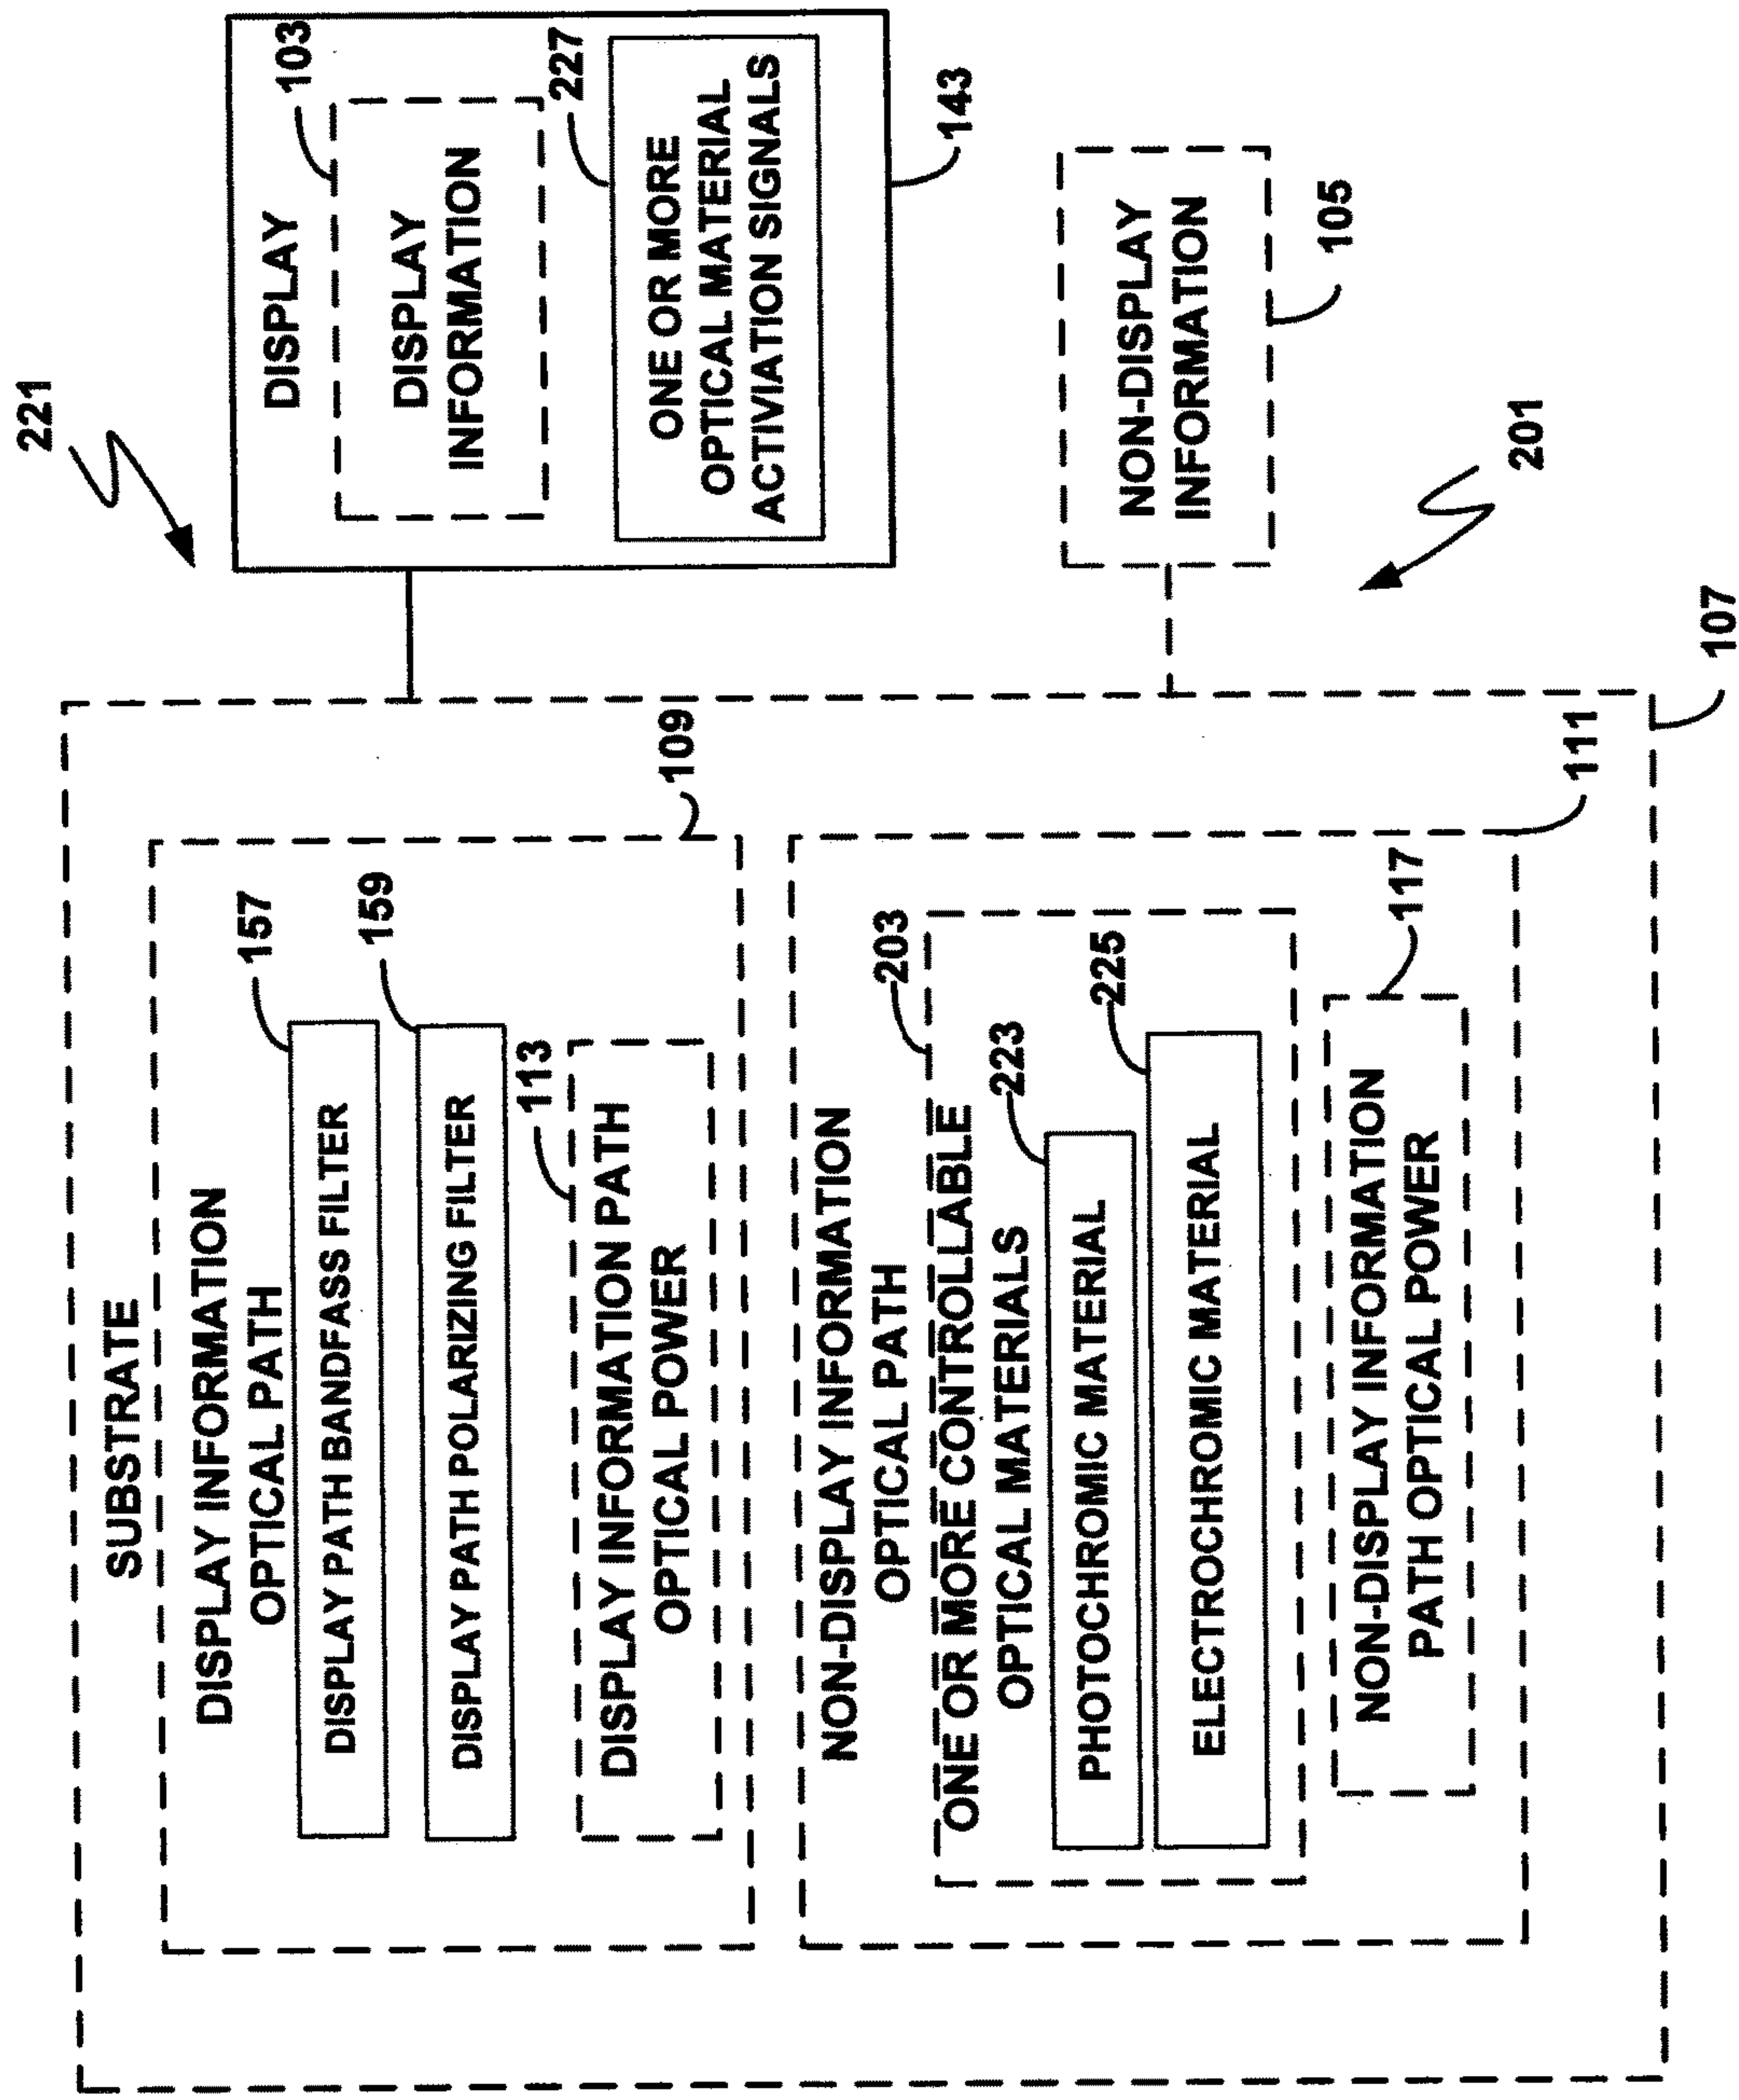 221
SUBSTRATE
DISPLAY INFORMATION
OPTICAL PATH
157
DISPLAY PATH BANDFASS FILTER
159
DISPLAY PATH POLARIZING FILTER
113
DISPLAY INFORMATION PATH
OPTICAL POWER
109
NON-DISPLAY INFORMATION
OPTICAL PATH
203
ONE OR MORE CONTROLLABLE
OPTICAL MATERIALS
223
PHOTOCHROMIC MATERIAL
225
ELECTROCHROMIC MATERIAL
117
NON-DISPLAY INFORMATION
PATH OPTICAL POWER
111
107
DISPLAY
103
DISPLAY
INFORMATION
227
ONE OR MORE
OPTICAL MATERIAL
ACTIVIATION SIGNALS
143
NON-DISPLAY
INFORMATION
105
201